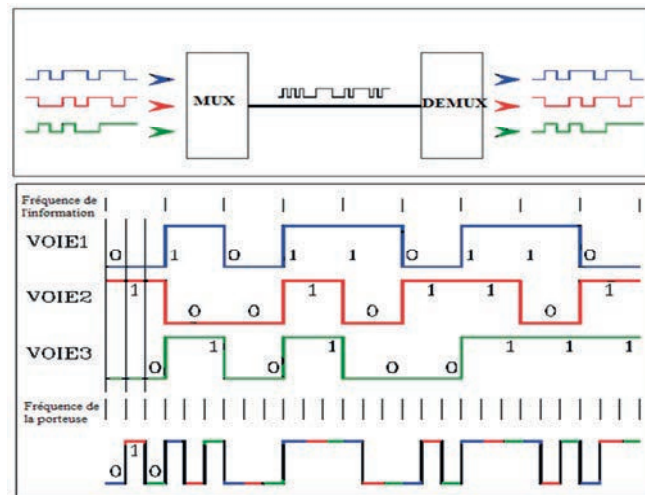 MUX
DEMUX
Fréquence de
l'information
VOIE1
0 1 0 1 1 0 1 1 0
VOIE2
1 0 0 1 0 1 1 0 1
VOIE3
0 1 0 1 0 0 1 1 1
Fréquence de
la porteuse
0 1 0